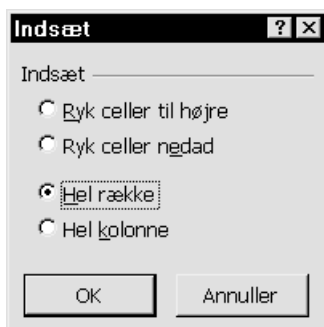 Indsæt
Indsæt
Ryk celler til højre
Ryk celler nedad
Hel række
Hel kolonne
OK Annuller